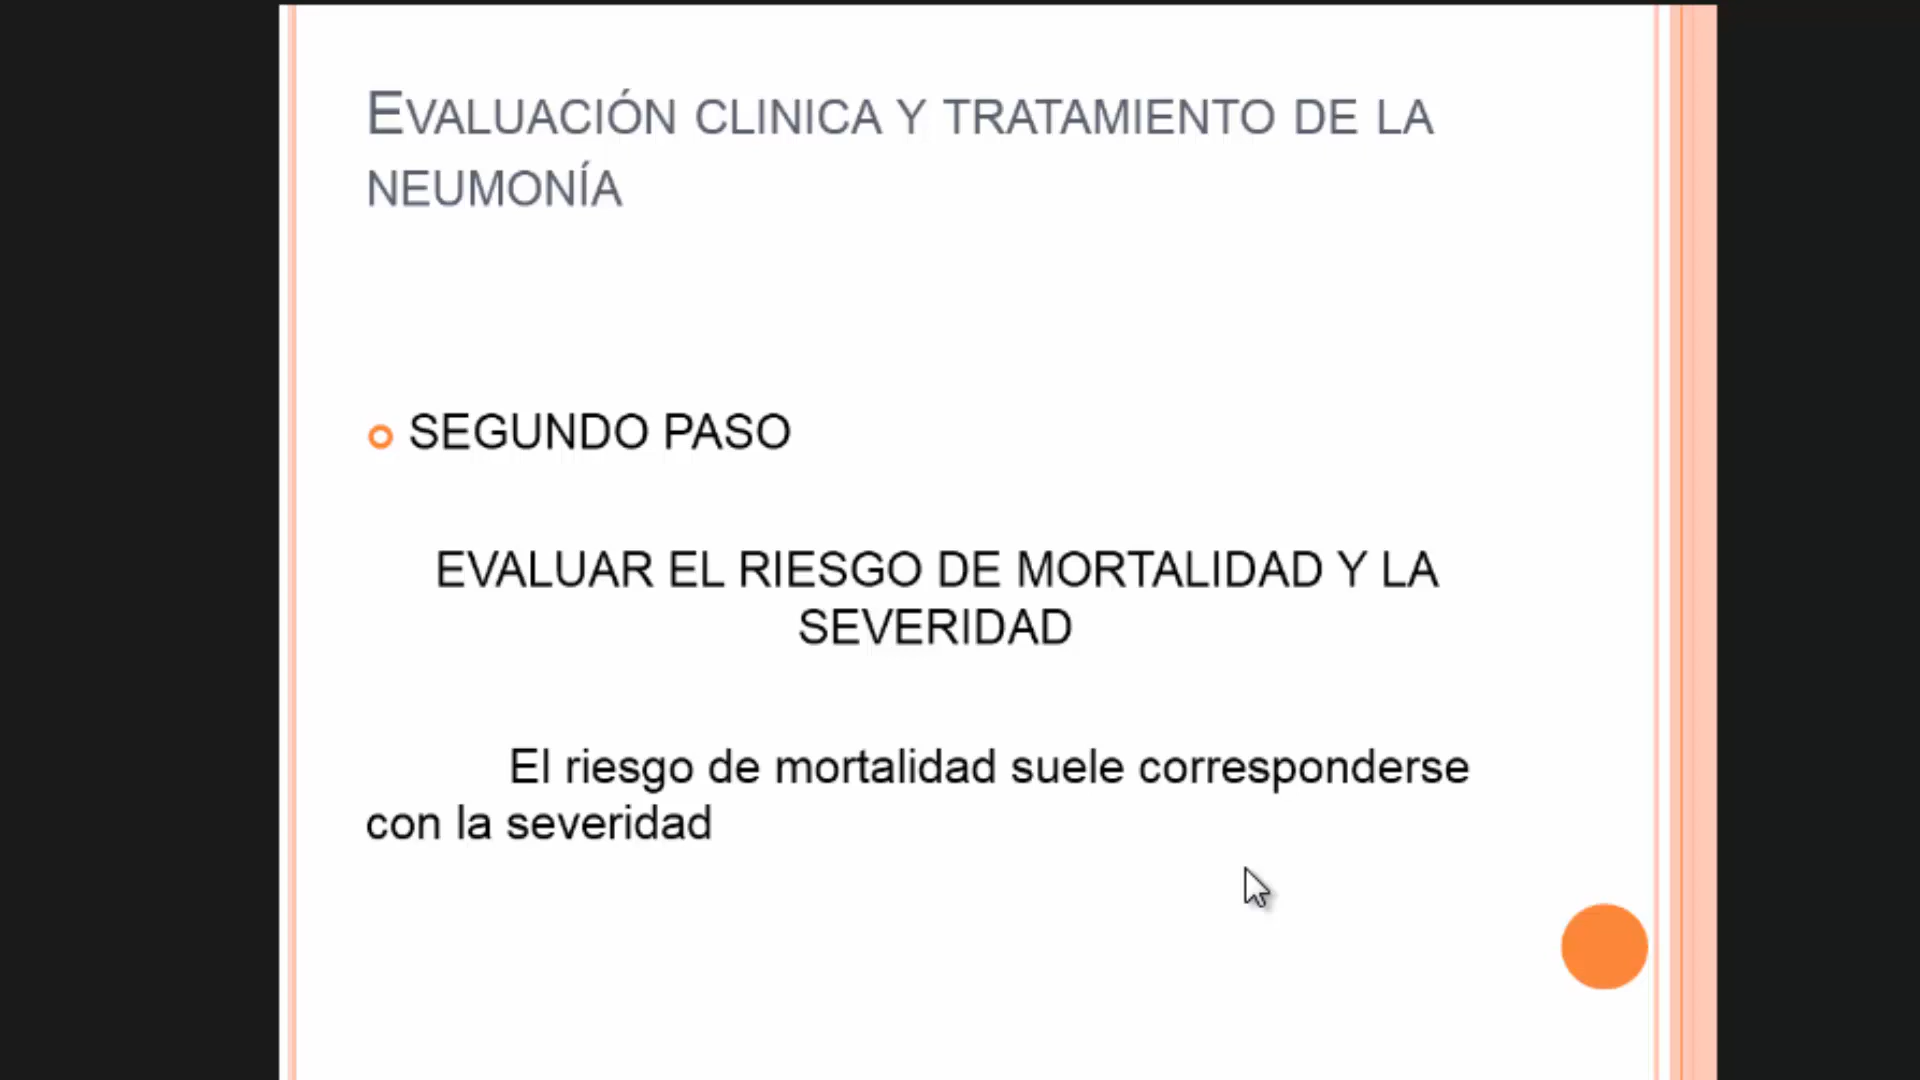 EVALUACIÓN CLINICA Y TRATAMIENTO DE LA
NEUMONÍA
SEGUNDO PASO
EVALUAR EL RIESGO DE MORTALIDAD Y LA
SEVERIDAD
El riesgo de mortalidad suele corresponderse
con la severidad